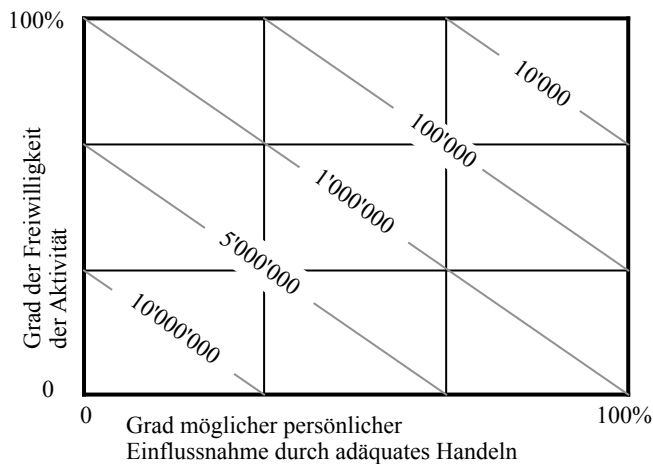 100%
10'000
100'000
1'000'000
5'000'000
10'000'000
Grad der Freiwilligkeit
der Aktivität
0
0
100%
Grad möglicher persönlicher
Einflussnahme durch adäquates Handeln